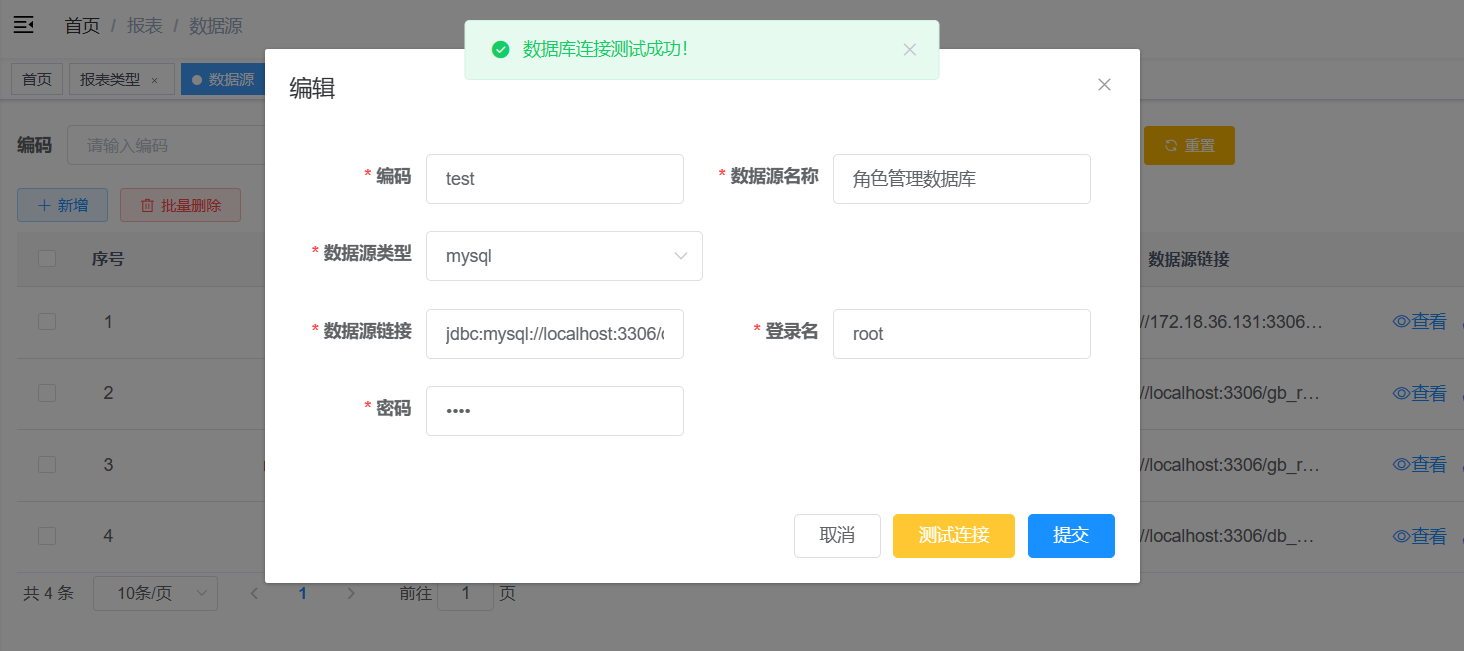 首页 / 报表 / 数据源
数据库连接测试成功!
首页 报表类型 × 数据源
编辑
编码 请输入编码
重置
* 编码 test * 数据源名称 角色管理数据库
新增 批量删除
* 数据源类型 mysql
序号 数据源链接
* 数据源链接 jdbc:mysql://localhost:3306/ * 登录名 root
1 //172.18.36.131:3306… 查看
2 //localhost:3306/gb_r… 查看
* 密码 ••••
3 //localhost:3306/gb_r… 查看
取消 测试连接 提交
4 //localhost:3306/db_… 查看
共 4 条 10条/页 1 前往 1 页